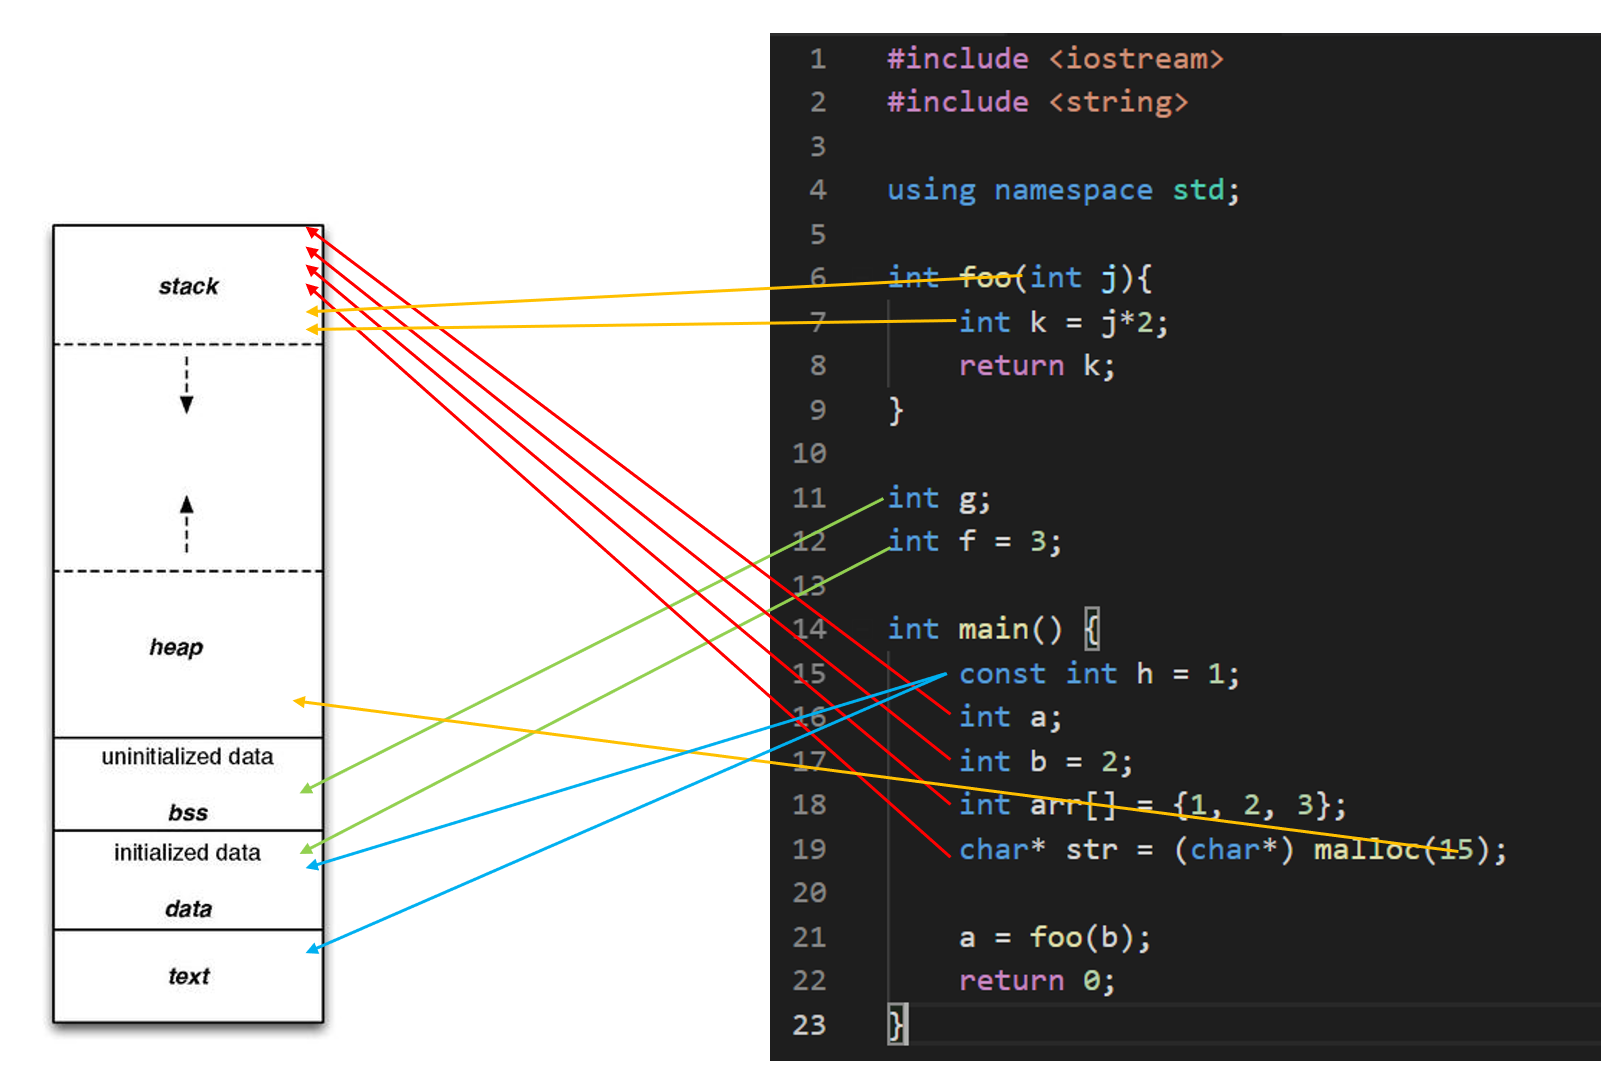 stack
heap
uninitialized data
bss
initialized data
data
text
1 #include <iostream>
2 #include <string>
3
4 using namespace std;
5
6 int foo(int j){
7 int k = j*2;
8 return k;
9 }
10
11 int g;
12 int f = 3;
13
14 int main() {
15 const int h = 1;
16 int a;
17 int b = 2;
18 int arr[] = {1, 2, 3};
19 char* str = (char*) malloc(15);
20
21 a = foo(b);
22 return 0;
23 }